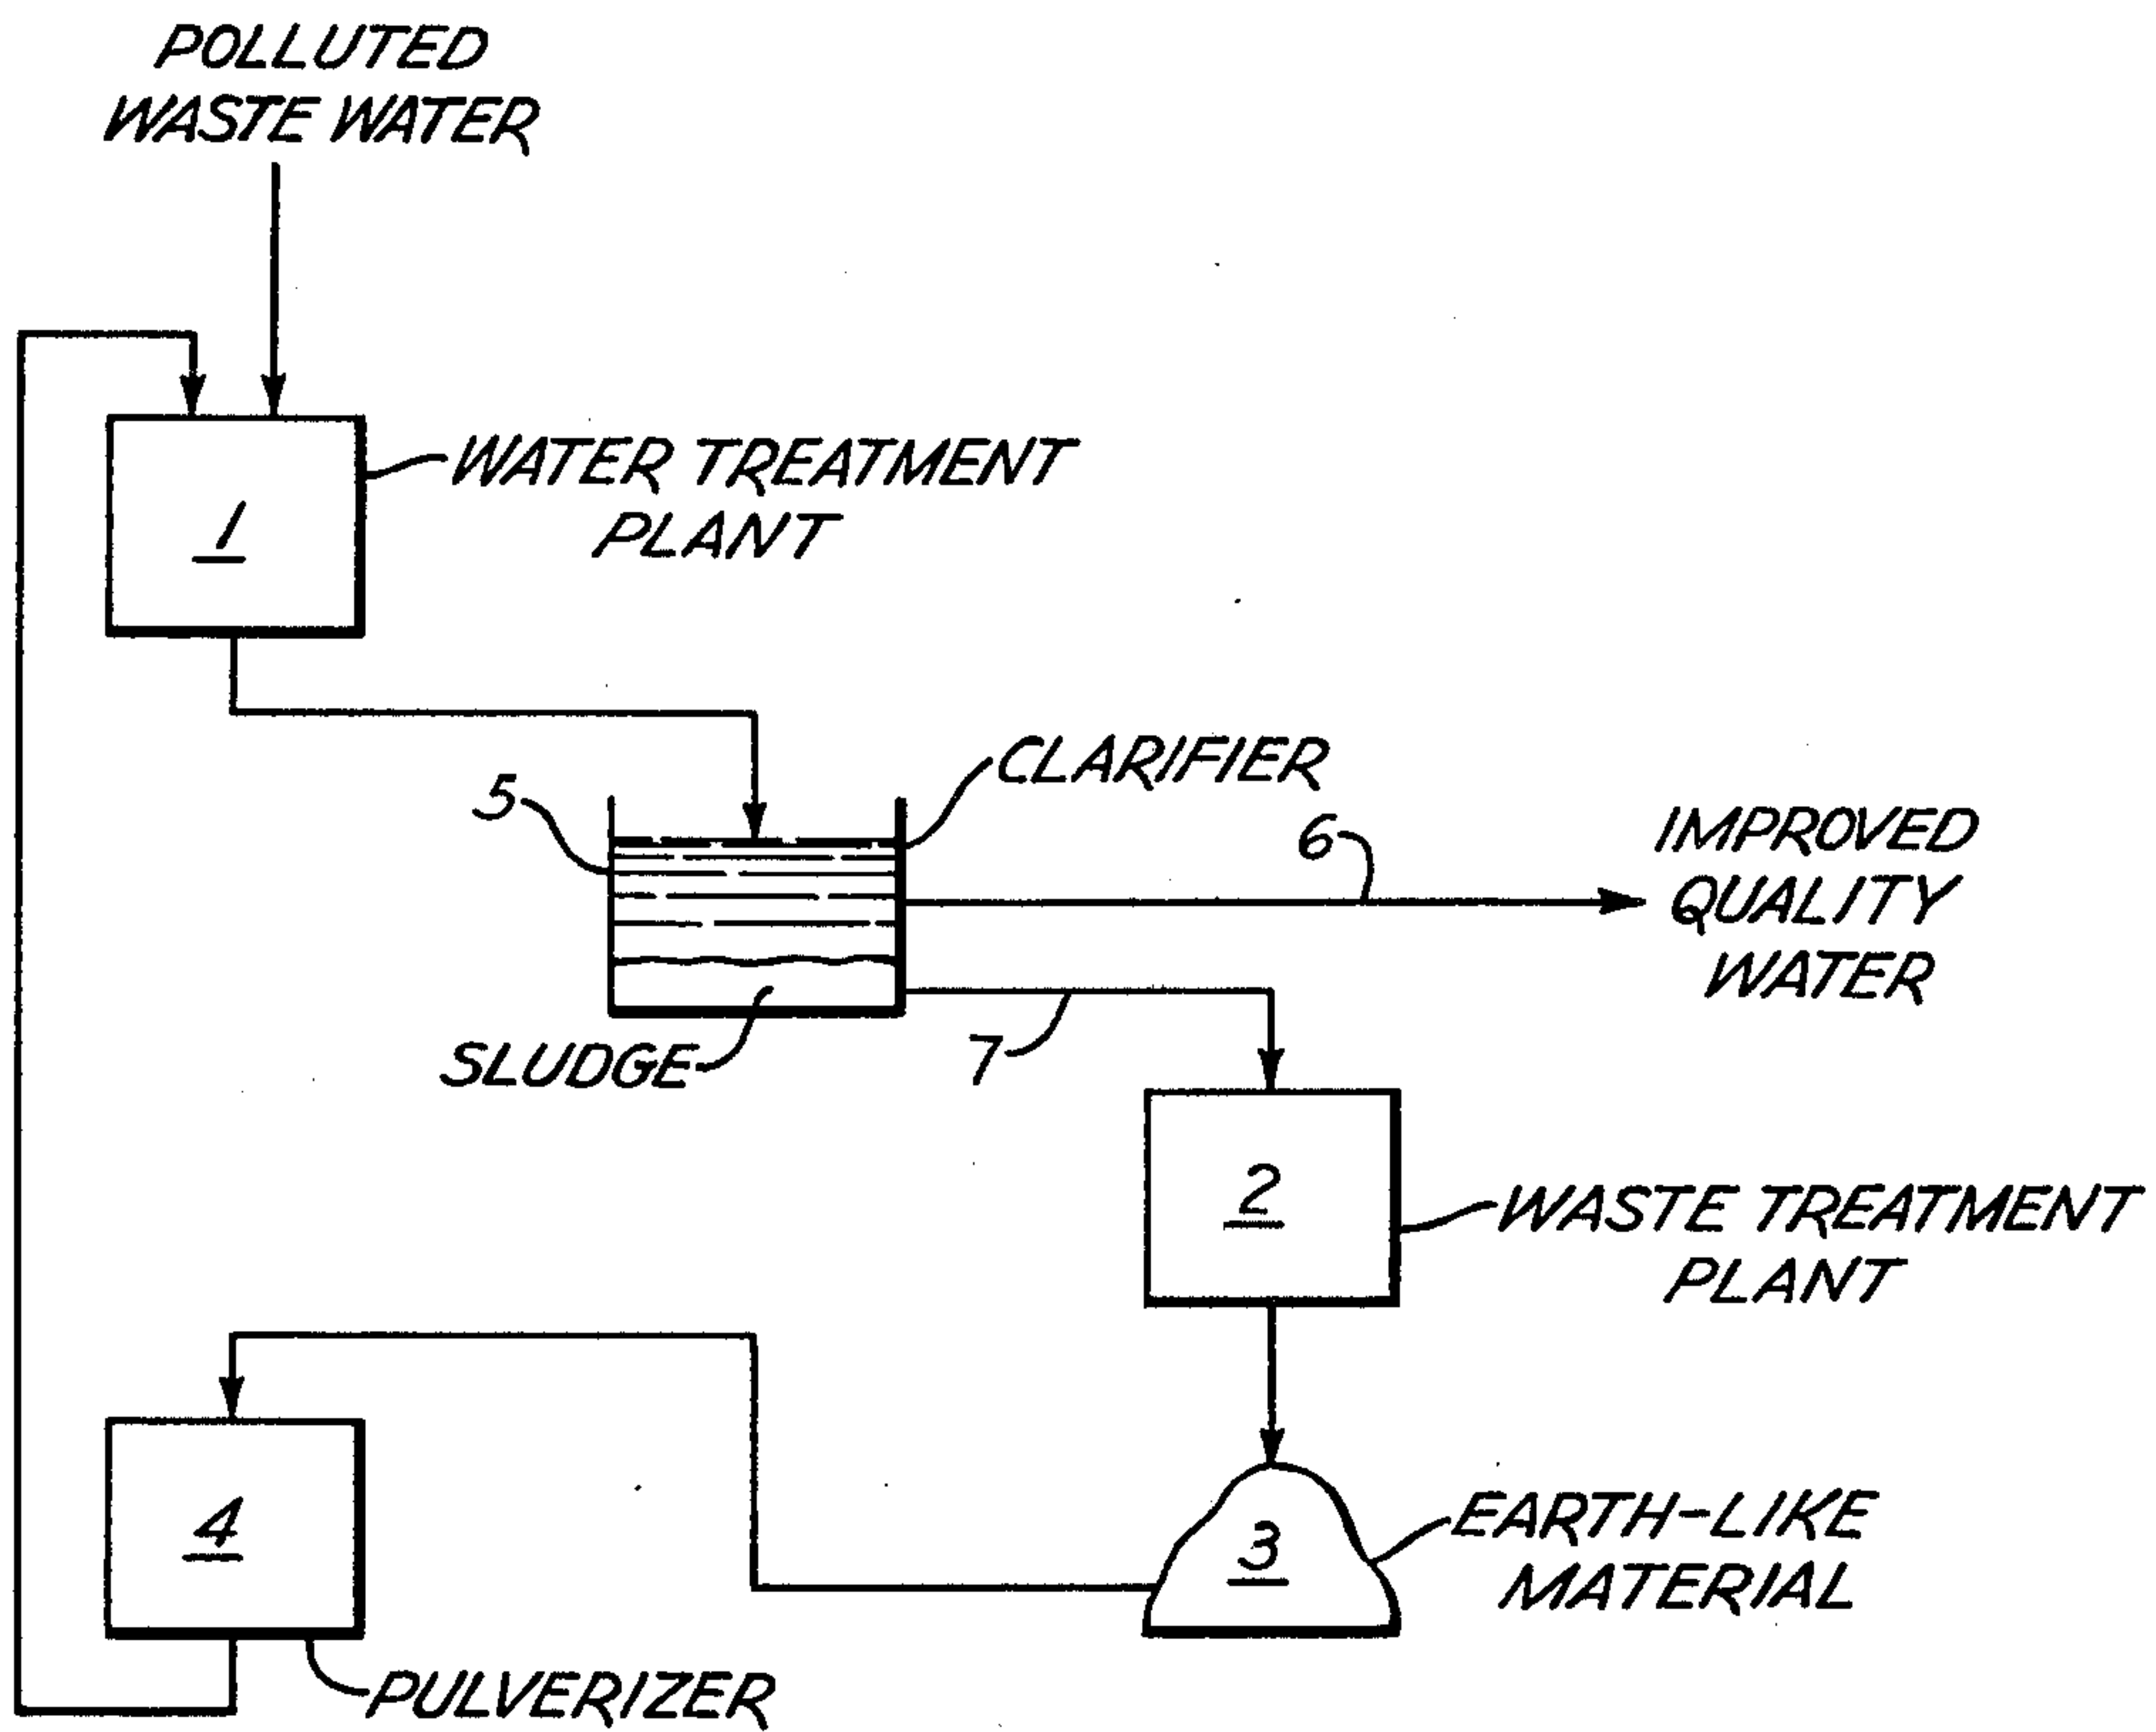 POLLUTED
WASTE WATER
1
WATER TREATMENT
PLANT
5
CLARIFIER
6
IMPROVED
QUALITY
WATER
SLUDGE
7
2
WASTE TREATMENT
PLANT
3
EARTH-LIKE
MATERIAL
4
PULVERIZER